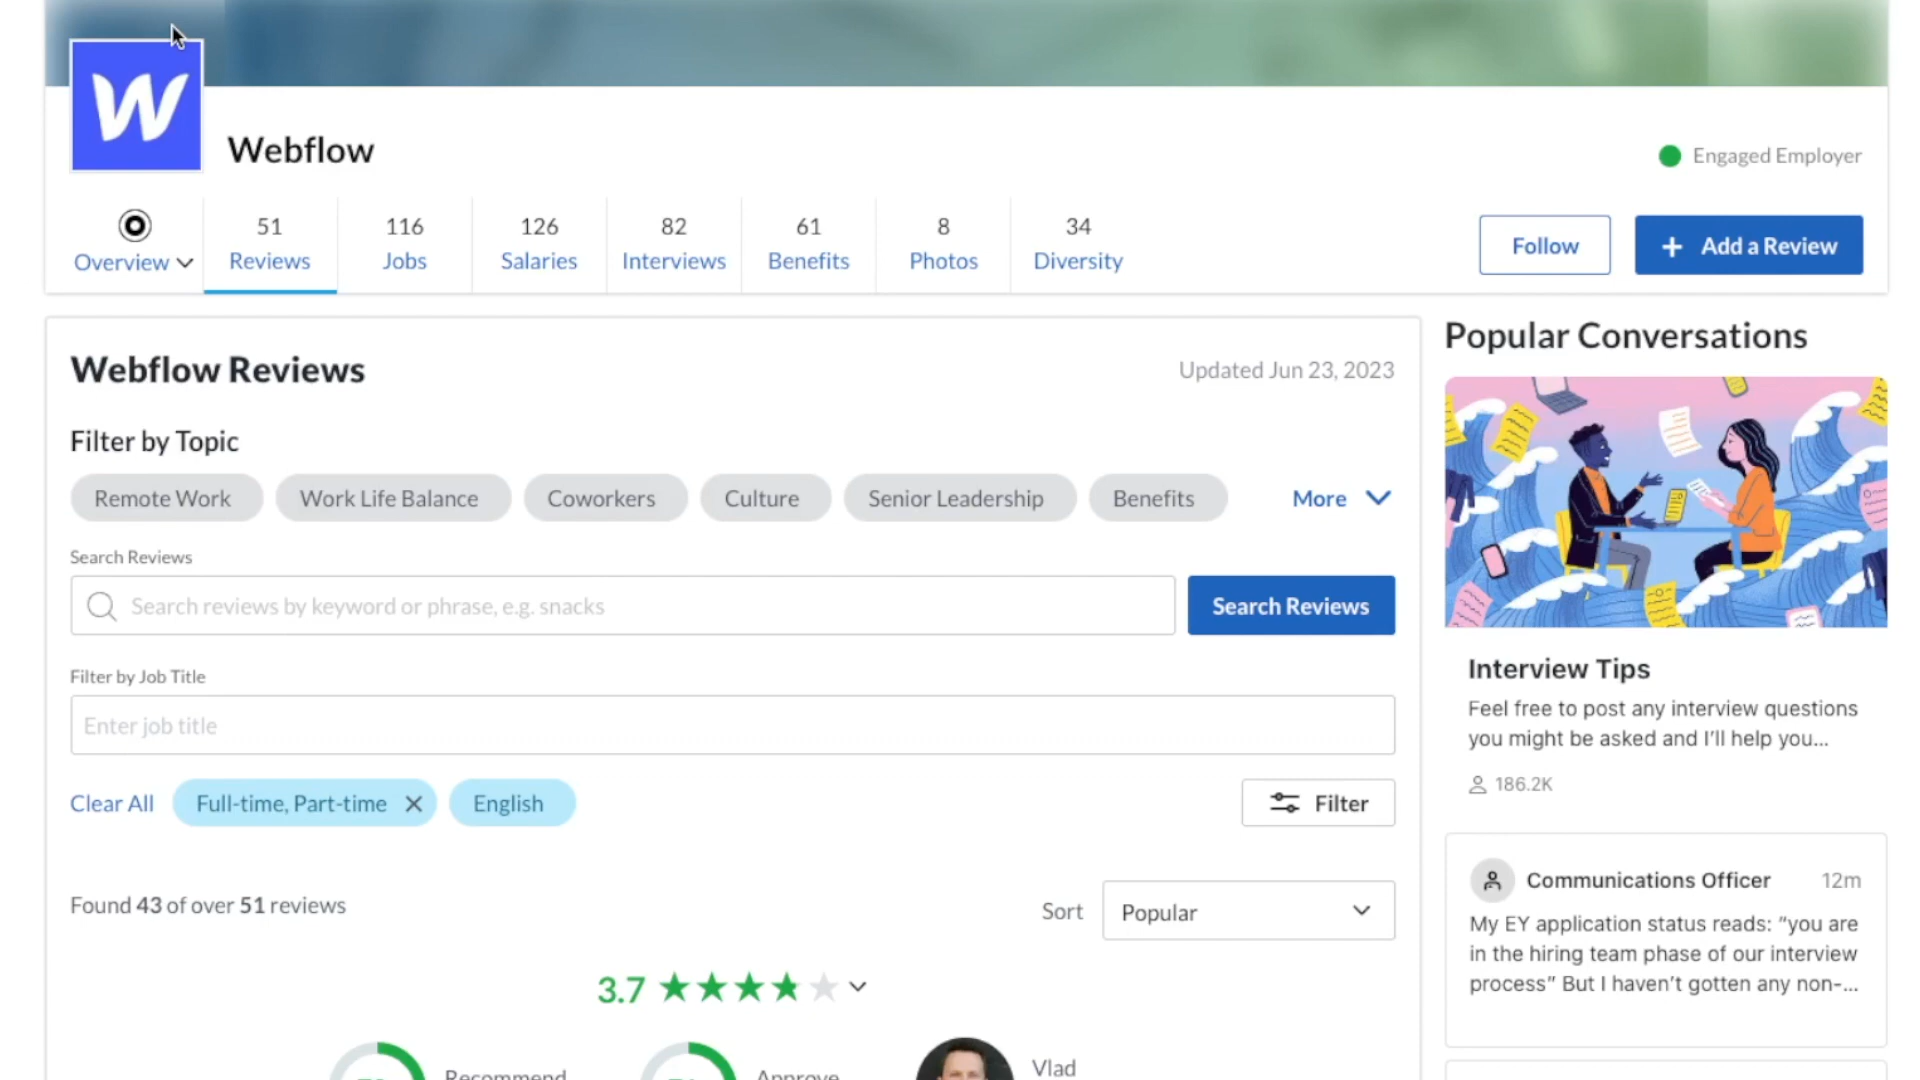 W
Webflow
Engaged Employer
Overview
51
Reviews
116
Jobs
126
Salaries
82
Interviews
61
Benefits
8
Photos
34
Diversity
Follow
+ Add a Review
Webflow Reviews
Updated Jun 23, 2023
Filter by Topic
Remote Work
Work Life Balance
Coworkers
Culture
Senior Leadership
Benefits
More
Search Reviews
Search reviews by keyword or phrase, e.g. snacks
Search Reviews
Filter by Job Title
Enter job title
Clear All
Full-time, Part-time
English
Filter
Found 43 of over 51 reviews
Sort
Popular
3.7
Recommend
Approve
Vlad
Popular Conversations
Interview Tips
Feel free to post any interview questions
you might be asked and I'll help you...
186.2K
Communications Officer
12m
My EY application status reads: “you are
in the hiring team phase of our interview
process” But I haven't gotten any non-...